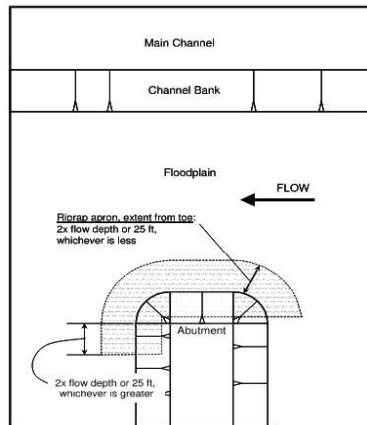 Main Channel
Channel Bank
Floodplain
FLOW
Riprap apron, extent from toe:
2x flow depth or 25 ft,
whichever is less
Abutment
2x flow depth or 25 ft,
whichever is greater